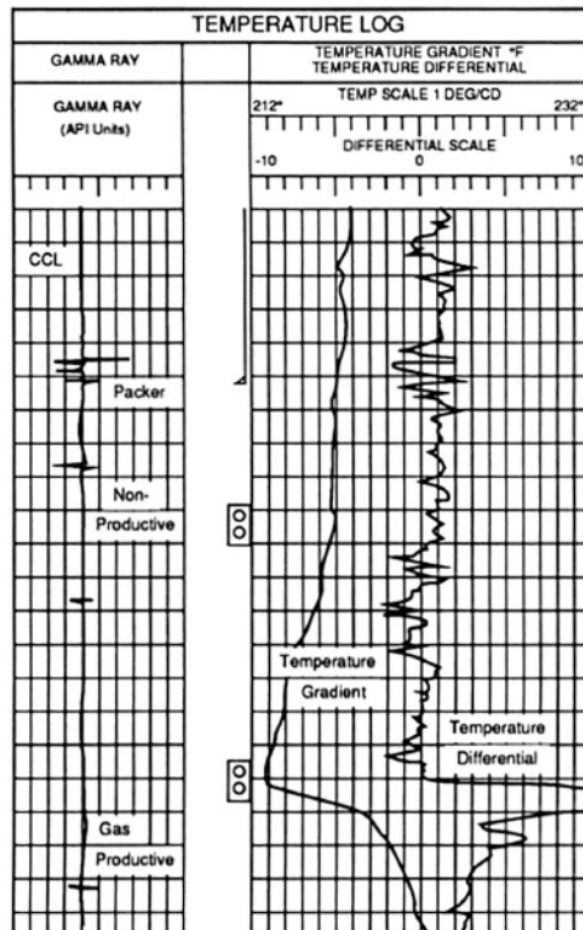 TEMPERATURE LOG
GAMMA RAY
TEMPERATURE GRADIENT °F
TEMPERATURE DIFFERENTIAL
GAMMA RAY
(API Units)
TEMP SCALE 1 DEG/CD
212° 232°
DIFFERENTIAL SCALE
-10 0 10
CCL
Packer
Non-
Productive
Temperature
Gradient
Temperature
Differential
Gas
Productive